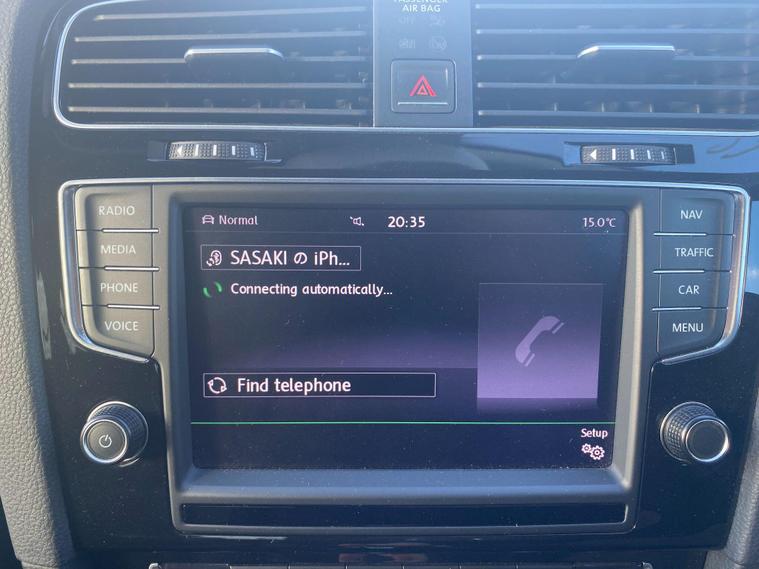 PASSENGER
AIR BAG
OFF
RADIO
MEDIA
PHONE
VOICE
NAV
TRAFFIC
CAR
MENU
Normal
20:35
15.0°C
SASAKI の iPh...
Connecting automatically...
Find telephone
Setup